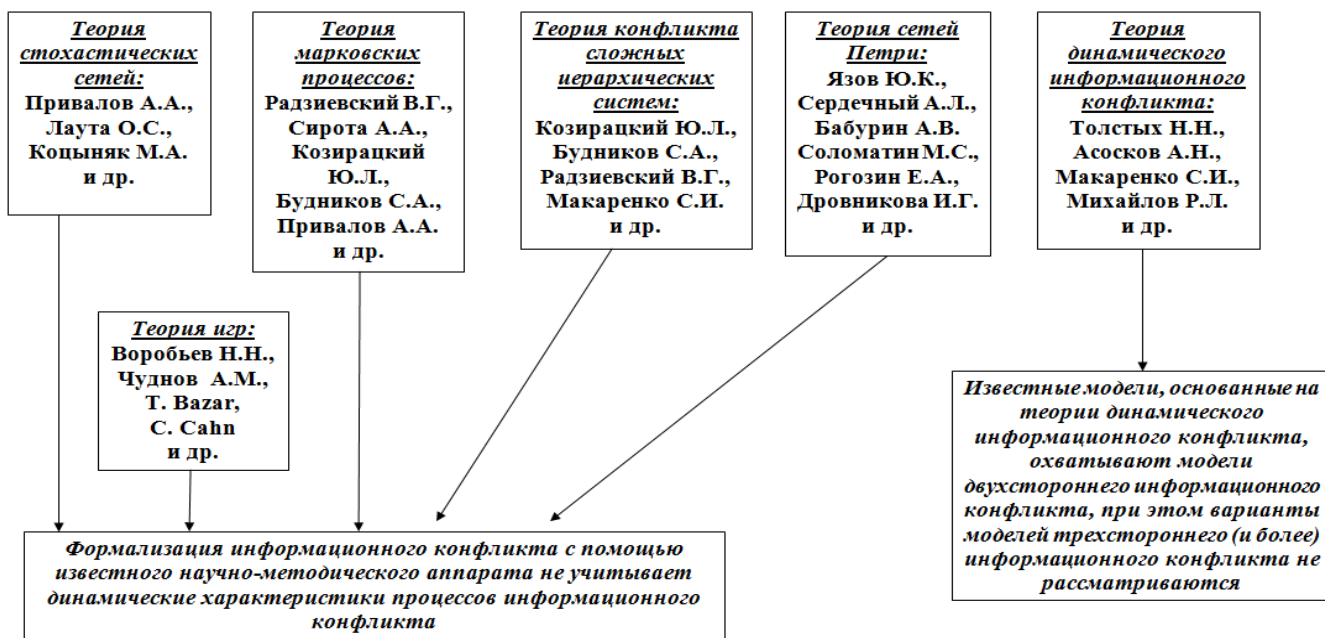 Теория
стохастических
сетей:
Привалов А.А.,
Лаута О.С.,
Коцыняк М.А.
и др.
Теория
марковских
процессов:
Радзиевский В.Г.,
Сирота А.А.,
Козирацкий
Ю.Л.,
Будников С.А.,
Привалов А.А.
и др.
Теория конфликта
сложных
иерархических
систем:
Козирацкий Ю.Л.,
Будников С.А.,
Радзиевский В.Г.,
Макаренко С.И.
и др.
Теория сетей
Петри:
Язов Ю.К.,
Сердечный А.Л.,
Бабурин А.В.
Соломатин М.С.,
Рогозин Е.А.,
Дровникова И.Г.
и др.
Теория
динамического
информационного
конфликта:
Толстых Н.Н.,
Асосков А.Н.,
Макаренко С.И.,
Михайлов Р.Л.
и др.
Теория игр:
Воробьев Н.Н.,
Чуднов А.М.,
T. Bazar,
C. Cahn
и др.
Известные модели, основанные на
теории динамического
информационного конфликта,
охватывают модели
двухстороннего информационного
конфликта, при этом варианты
моделей трехстороннего (и более)
информационного конфликта не
рассматриваются
Формализация информационного конфликта с помощью
известного научно-методического аппарата не учитывает
динамические характеристики процессов информационного
конфликта